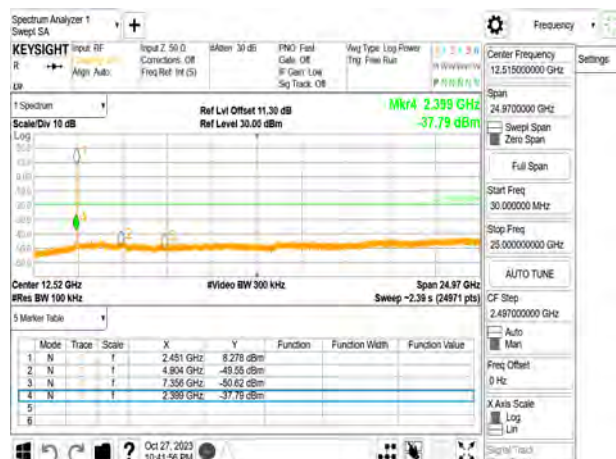 Spectrum Analyzer 1
Swept SA
+
Frequency
KEYSIGHT Input: RF
Input Z: 50 Ω
#Atten: 30 dB
PNO: Fast
Avg Type: Log-Power
R
Align: Auto
Corrections: Off
Freq Ref: Int (S)
Gate: Off
IF Gain: Low
Sig Track: Off
Trig: Free Run
Settings
Center Frequency
12.515000000 GHz
1 Spectrum
Scale/Div 10 dB
Log
Ref Lvl Offset 11.30 dB
Ref Level 30.00 dBm
Mkr4 2.399 GHz
-37.79 dBm
Span
24.9700000 GHz
Swept Span
Zero Span
Full Span
Start Freq
30.000000 MHz
Stop Freq
25.000000000 GHz
AUTO TUNE
Center 12.52 GHz
#Res BW 100 kHz
#Video BW 300 kHz
Span 24.97 GHz
Sweep ~2.39 s (24971 pts)
CF Step
2.497000000 GHz
Auto
Man
5 Marker Table
Mode Trace Scale X Y Function Function Width Function Value
1 N f 2.451 GHz 8.278 dBm
2 N f 4.904 GHz -49.55 dBm
3 N f 7.356 GHz -50.62 dBm
4 N f 2.399 GHz -37.79 dBm
5
6
Freq Offset
0 Hz
X Axis Scale
Log
Lin
Signal Track
? Oct 27, 2023
10:41:56 PM